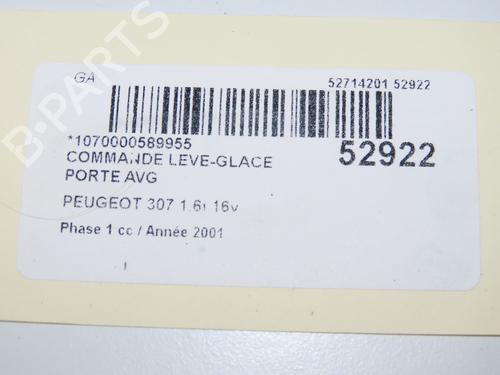 GA
52714201 52922
*1070000589955
52922
COMMANDE LEVE-GLACE
PORTE AVG
PEUGEOT 307 1.6i 16v
Phase 1 cc / Année 2001
B-PARTS